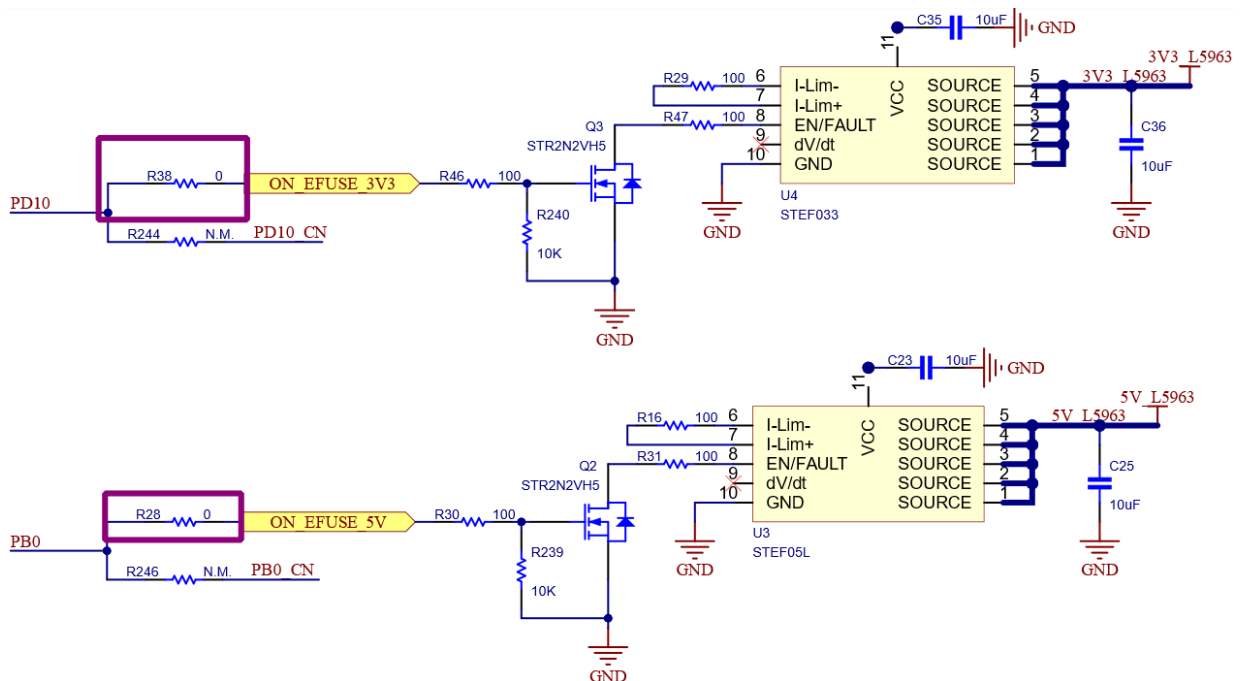 C35 10uF GND
11
3V3_L5963
R29 100 6 I-Lim- SOURCE 5 3V3_L5963
7 I-Lim+ VCC SOURCE 4
Q3 R47 100 8 EN/FAULT SOURCE 3 C36
STR2N2VH5 9 dV/dt SOURCE 2
10 GND SOURCE 1 10uF
R38 0 ON_EFUSE_3V3 R46 100
U4
STEF033
PD10
R240
GND GND
R244 N.M. PD10_CN
10K
GND
C23 10uF GND
11
5V_L5963
R16 100 6 I-Lim- SOURCE 5 5V_L5963
7 I-Lim+ VCC SOURCE 4
Q2 R31 100 8 EN/FAULT SOURCE 3 C25
STR2N2VH5 9 dV/dt SOURCE 2
10 GND SOURCE 1 10uF
R28 0 ON_EFUSE_5V R30 100
U3
STEF05L
PB0
R239
GND GND
R246 N.M. PB0_CN
10K
GND